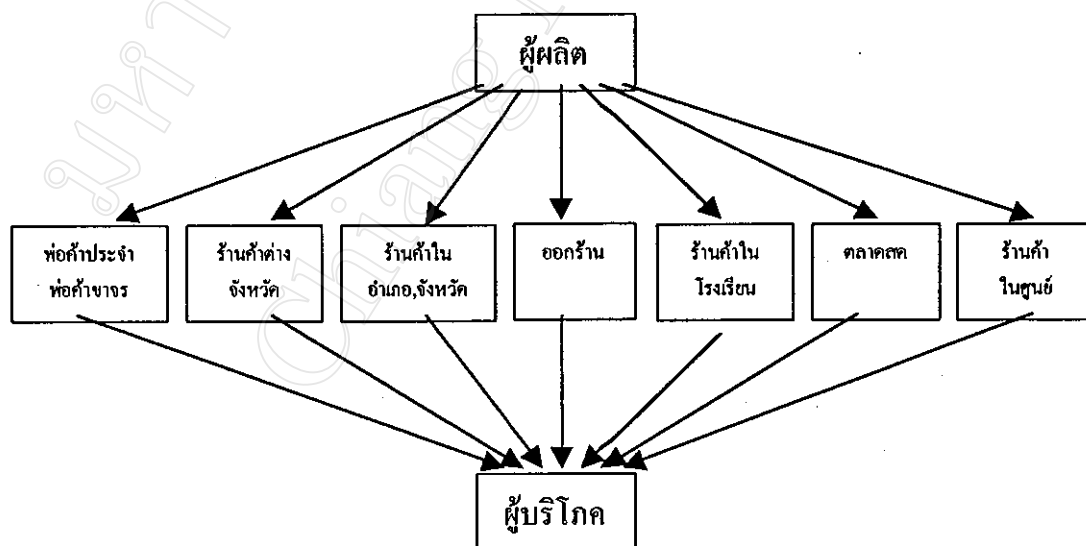 ผู้ผลิต
พ่อค้าประจำ
พ่อค้าขาจร
ร้านค้าต่าง
จังหวัด
ร้านค้าใน
อำเภอ,จังหวัด
ออกร้าน
ร้านค้าใน
โรงเรียน
ตลาดสด
ร้านค้า
ในศูนย์
ผู้บริโภค
มหา
Chiang